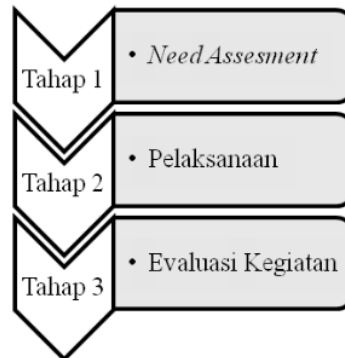 Tahap 1
• Need Assesment
Tahap 2
• Pelaksanaan
Tahap 3
• Evaluasi Kegiatan